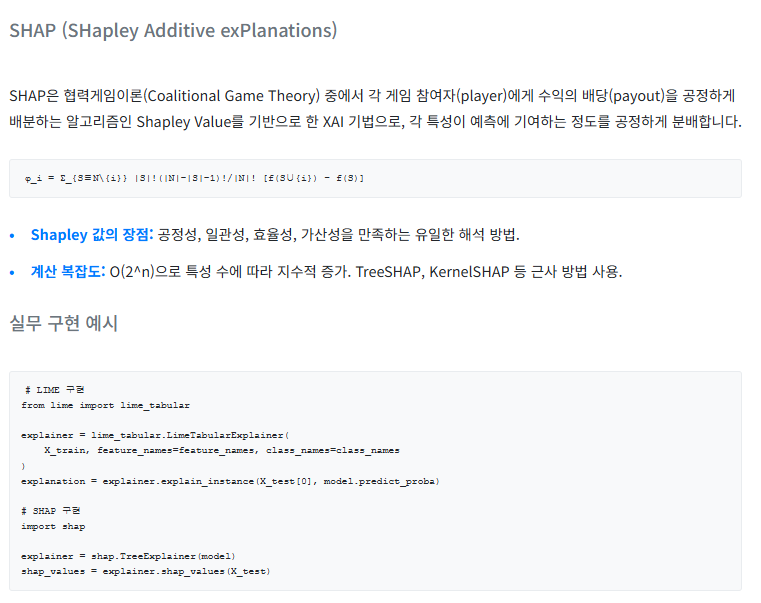 SHAP (SHapley Additive exPlanations)
SHAP은 협력게임이론(Coalitional Game Theory) 중에서 각 게임 참여자(player)에게 수익의 배당(payout)을 공정하게
배분하는 알고리즘인 Shapley Value를 기반으로 한 XAI 기법으로, 각 특성이 예측에 기여하는 정도를 공정하게 분배합니다.
φ_i = Σ_{S⊆N\{i}} |S|!(|N|-|S|-1)!/|N|! [f(S∪{i}) - f(S)]
• Shapley 값의 장점: 공정성, 일관성, 효율성, 가산성을 만족하는 유일한 해석 방법.
• 계산 복잡도: O(2^n)으로 특성 수에 따라 지수적 증가. TreeSHAP, KernelSHAP 등 근사 방법 사용.
실무 구현 예시
# LIME 구현
from lime import lime_tabular
explainer = lime_tabular.LimeTabularExplainer(
X_train, feature_names=feature_names, class_names=class_names
)
explanation = explainer.explain_instance(X_test[0], model.predict_proba)
# SHAP 구현
import shap
explainer = shap.TreeExplainer(model)
shap_values = explainer.shap_values(X_test)